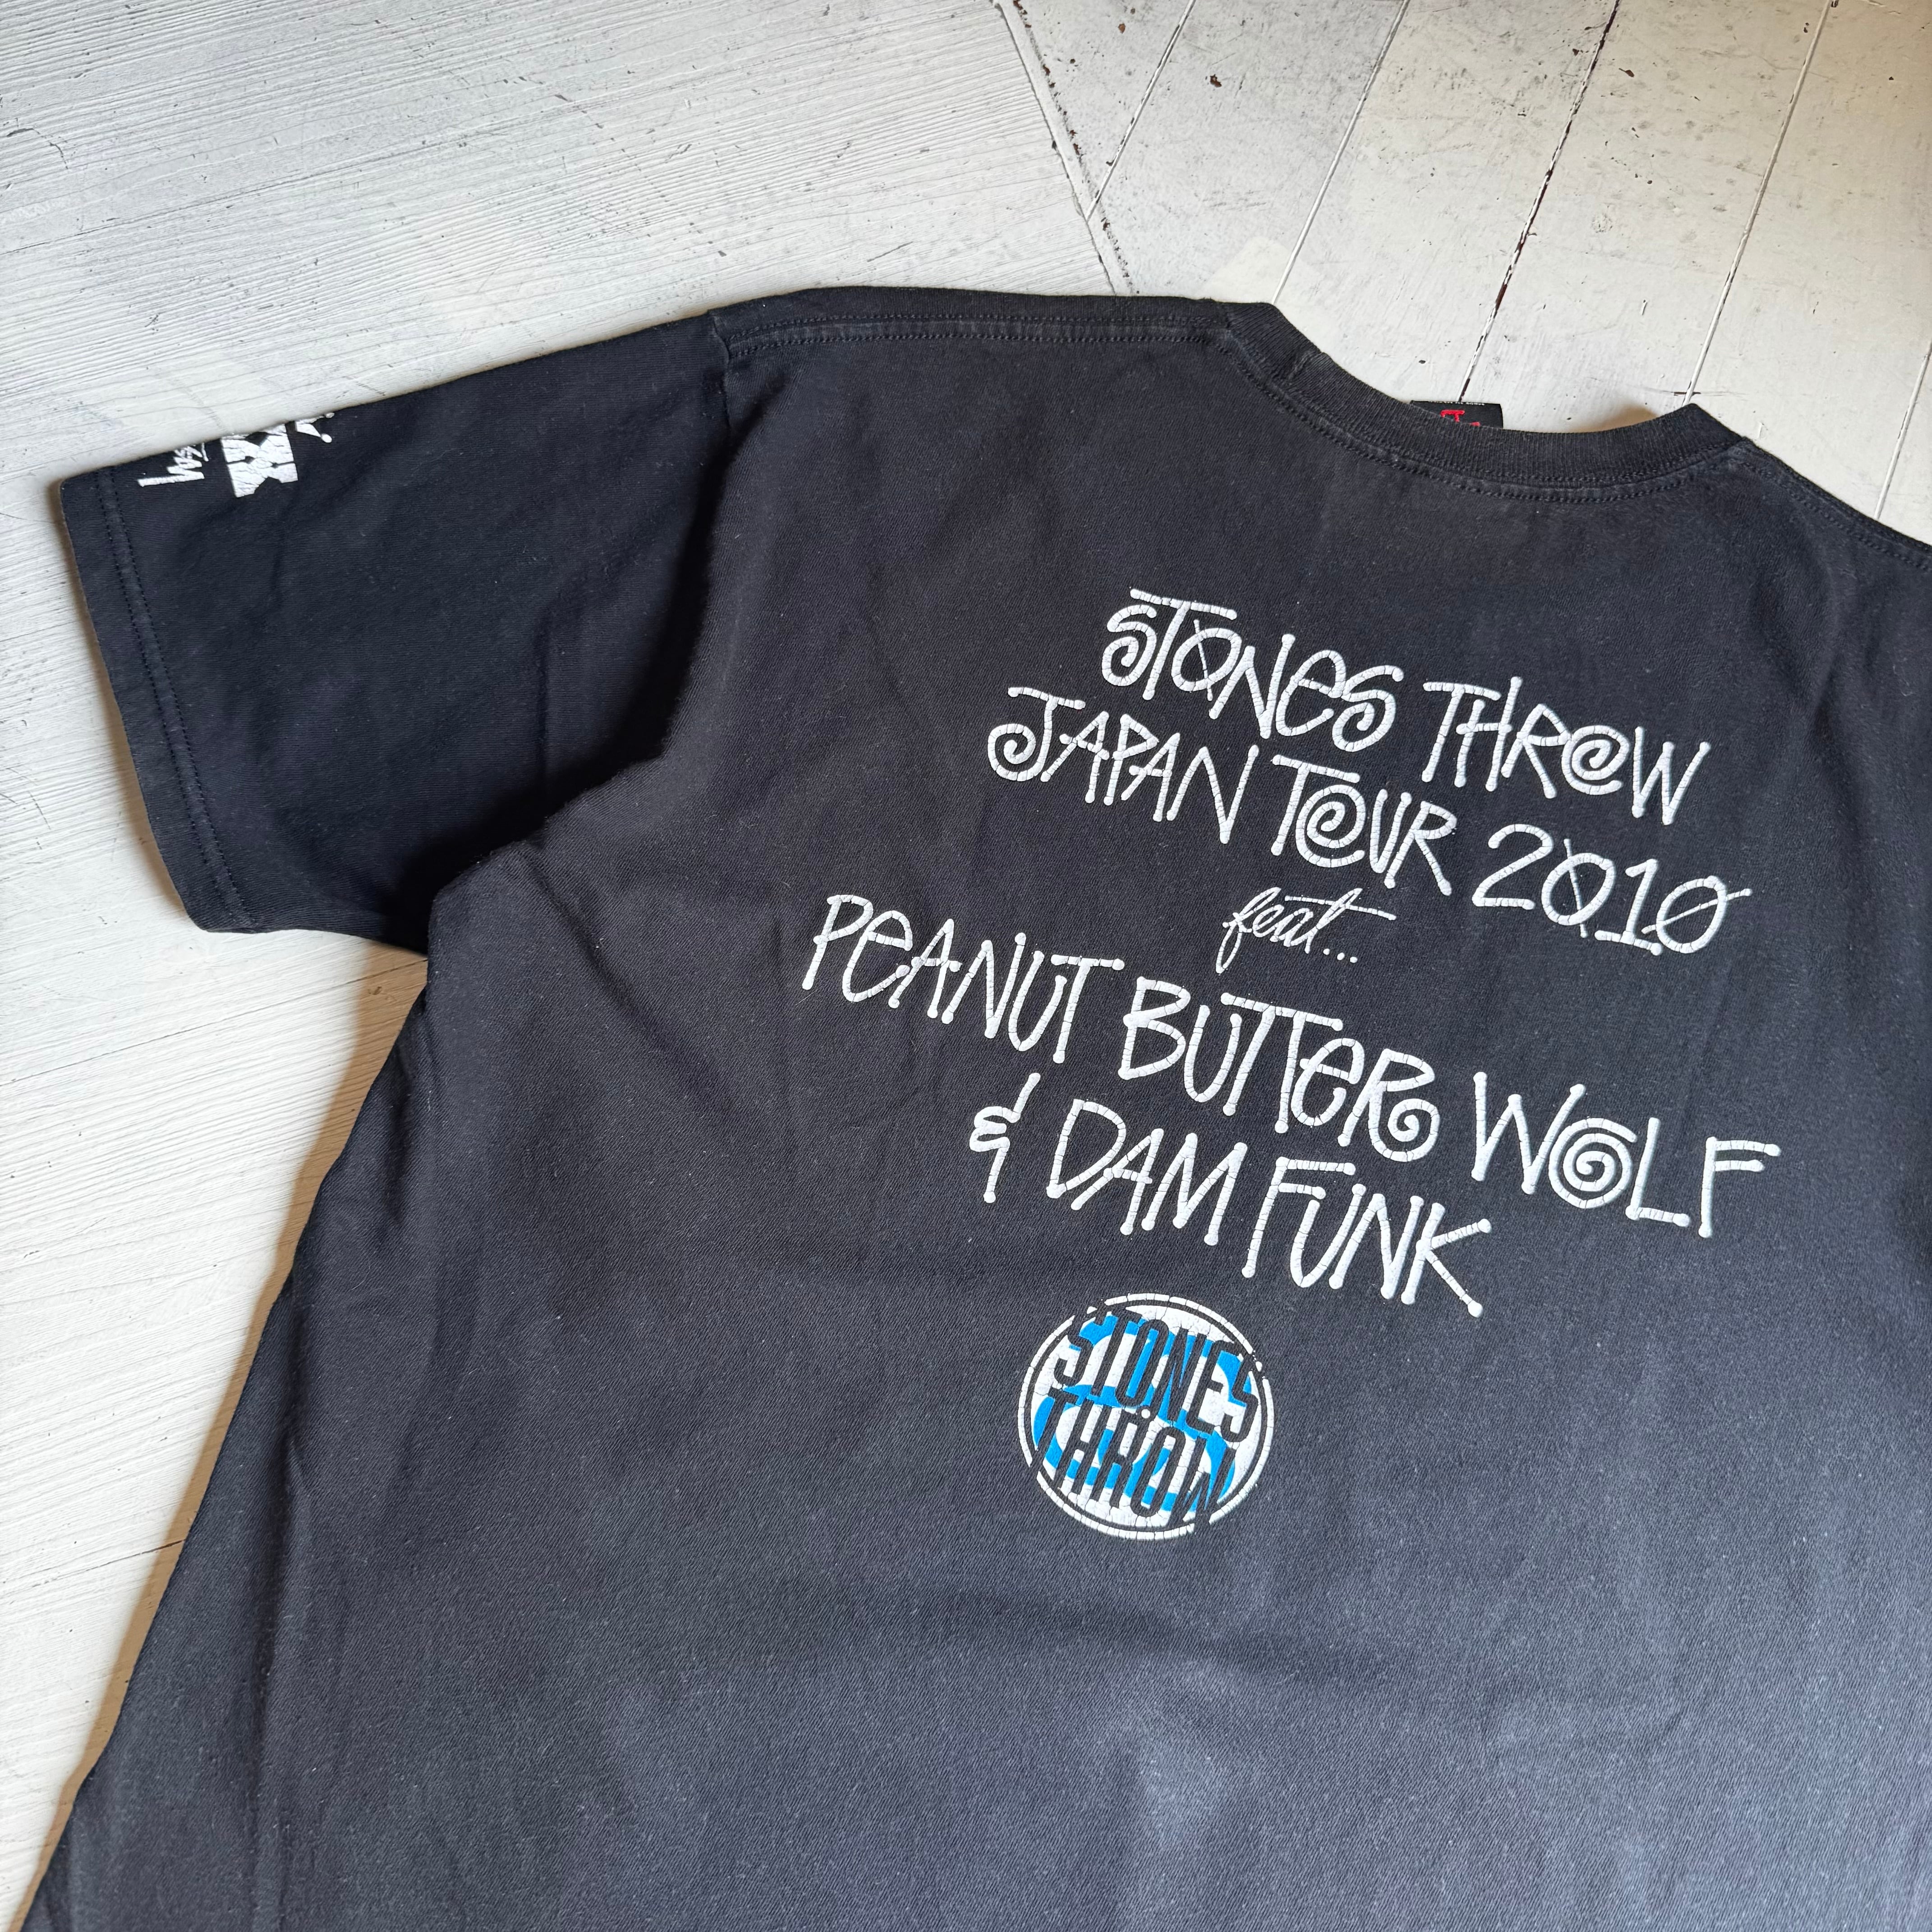 STONES THROW
JAPAN TOUR 2010
feat...
PEANUT BUTTER WOLF
& DAM FUNK
STONES
THROW